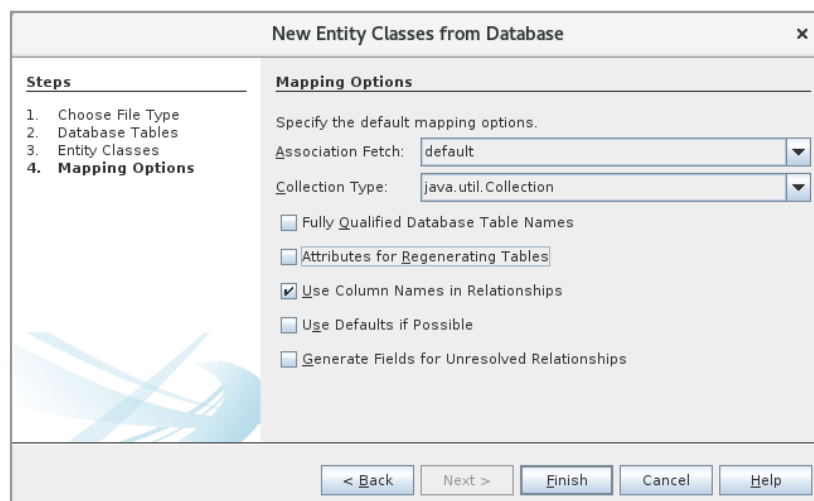 New Entity Classes from Database
Steps
1. Choose File Type
2. Database Tables
3. Entity Classes
4. Mapping Options
Mapping Options
Specify the default mapping options.
Association Fetch: default
Collection Type: java.util.Collection
Fully Qualified Database Table Names
Attributes for Regenerating Tables
Use Column Names in Relationships
Use Defaults if Possible
Generate Fields for Unresolved Relationships
< Back Next > Finish Cancel Help